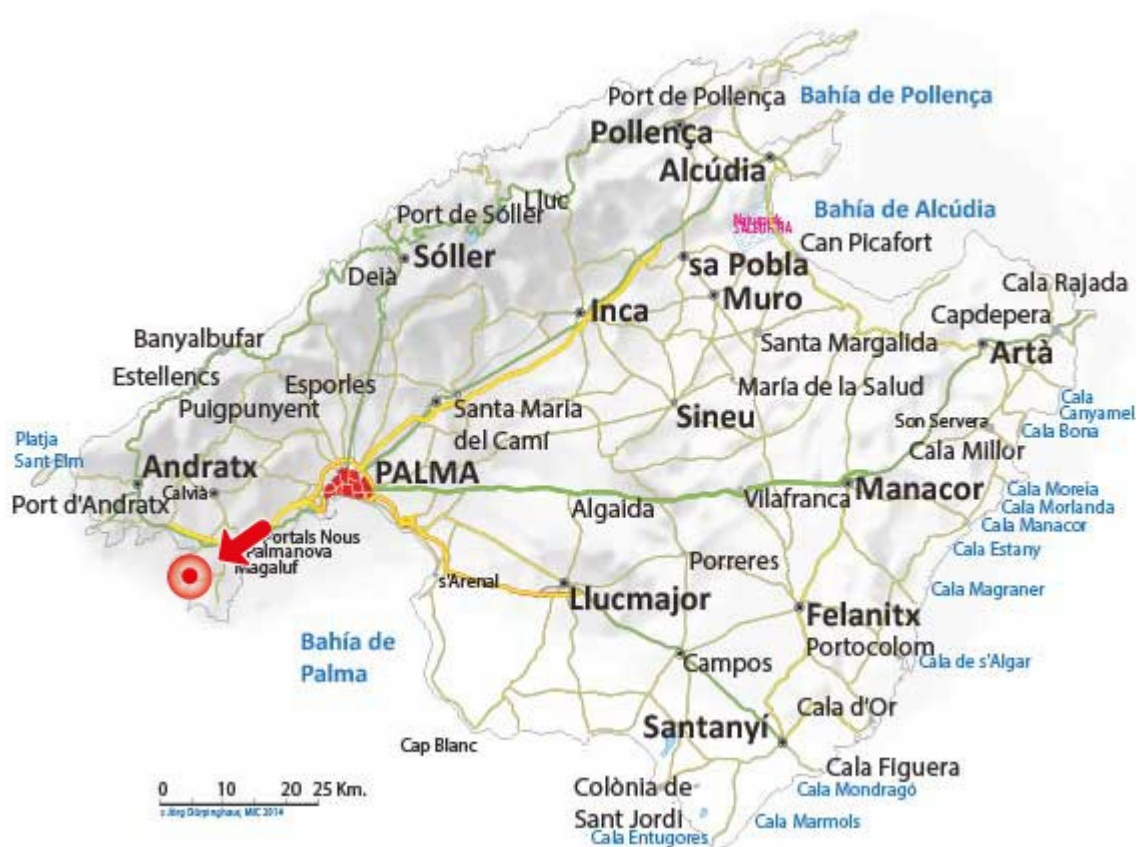 Port de Pollença
Bahía de Pollença
Pollença
Alcúdia
Lluc
Port de Sóller
Bahía de Alcúdia
Can Picafort
Sóller
Deià
sa Pobla
Muro
Cala Rajada
Inca
Capdepera
Banyalbufar
Santa Margalida
Artà
Estellencs
Esporles
María de la Salud
Puigpunyent
Santa Maria
del Camí
Sineu
Cala
Canyamel
Son Servera
Cala Bona
Platja
Sant Elm
Cala Millor
Andratx
PALMA
Calvià
Port d'Andratx
Algaida
Vilafranca
Manacor
Cala Moreia
Cala Morlanda
Cala Manacor
Portals Nous
Palmanova
Magaluf
Cala Estany
Porreres
s'Arenal
Cala Magraner
Llucmajor
Felanitx
Portocolom
Bahía de
Palma
Campos
Cala de s'Algar
Cala d'Or
Santanyí
Cap Blanc
Cala Figuera
Colònia de
Sant Jordi
Cala Mondragó
0 10 20 25 Km.
Jörg Dörpinghaus, MIC 2014
Cala Marmols
Cala Entugores